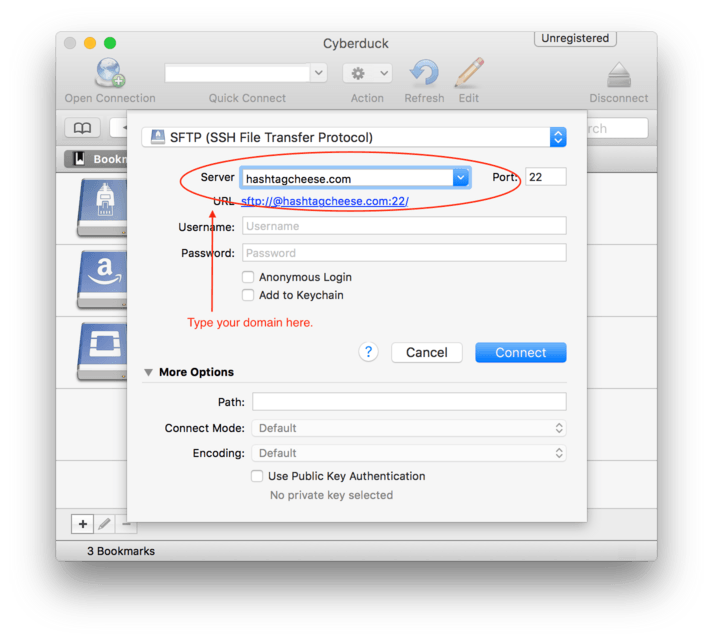 Cyberduck
Unregistered
Open Connection
Quick Connect
Action
Refresh
Edit
Disconnect
SFTP (SSH File Transfer Protocol)
Server
hashtagcheese.com
Port:
22
URL
sftp://@hashtagcheese.com:22/
Username:
Username
Password:
Password
Anonymous Login
Add to Keychain
Type your domain here.
?
Cancel
Connect
More Options
Path:
Connect Mode:
Default
Encoding:
Default
Use Public Key Authentication
No private key selected
3 Bookmarks